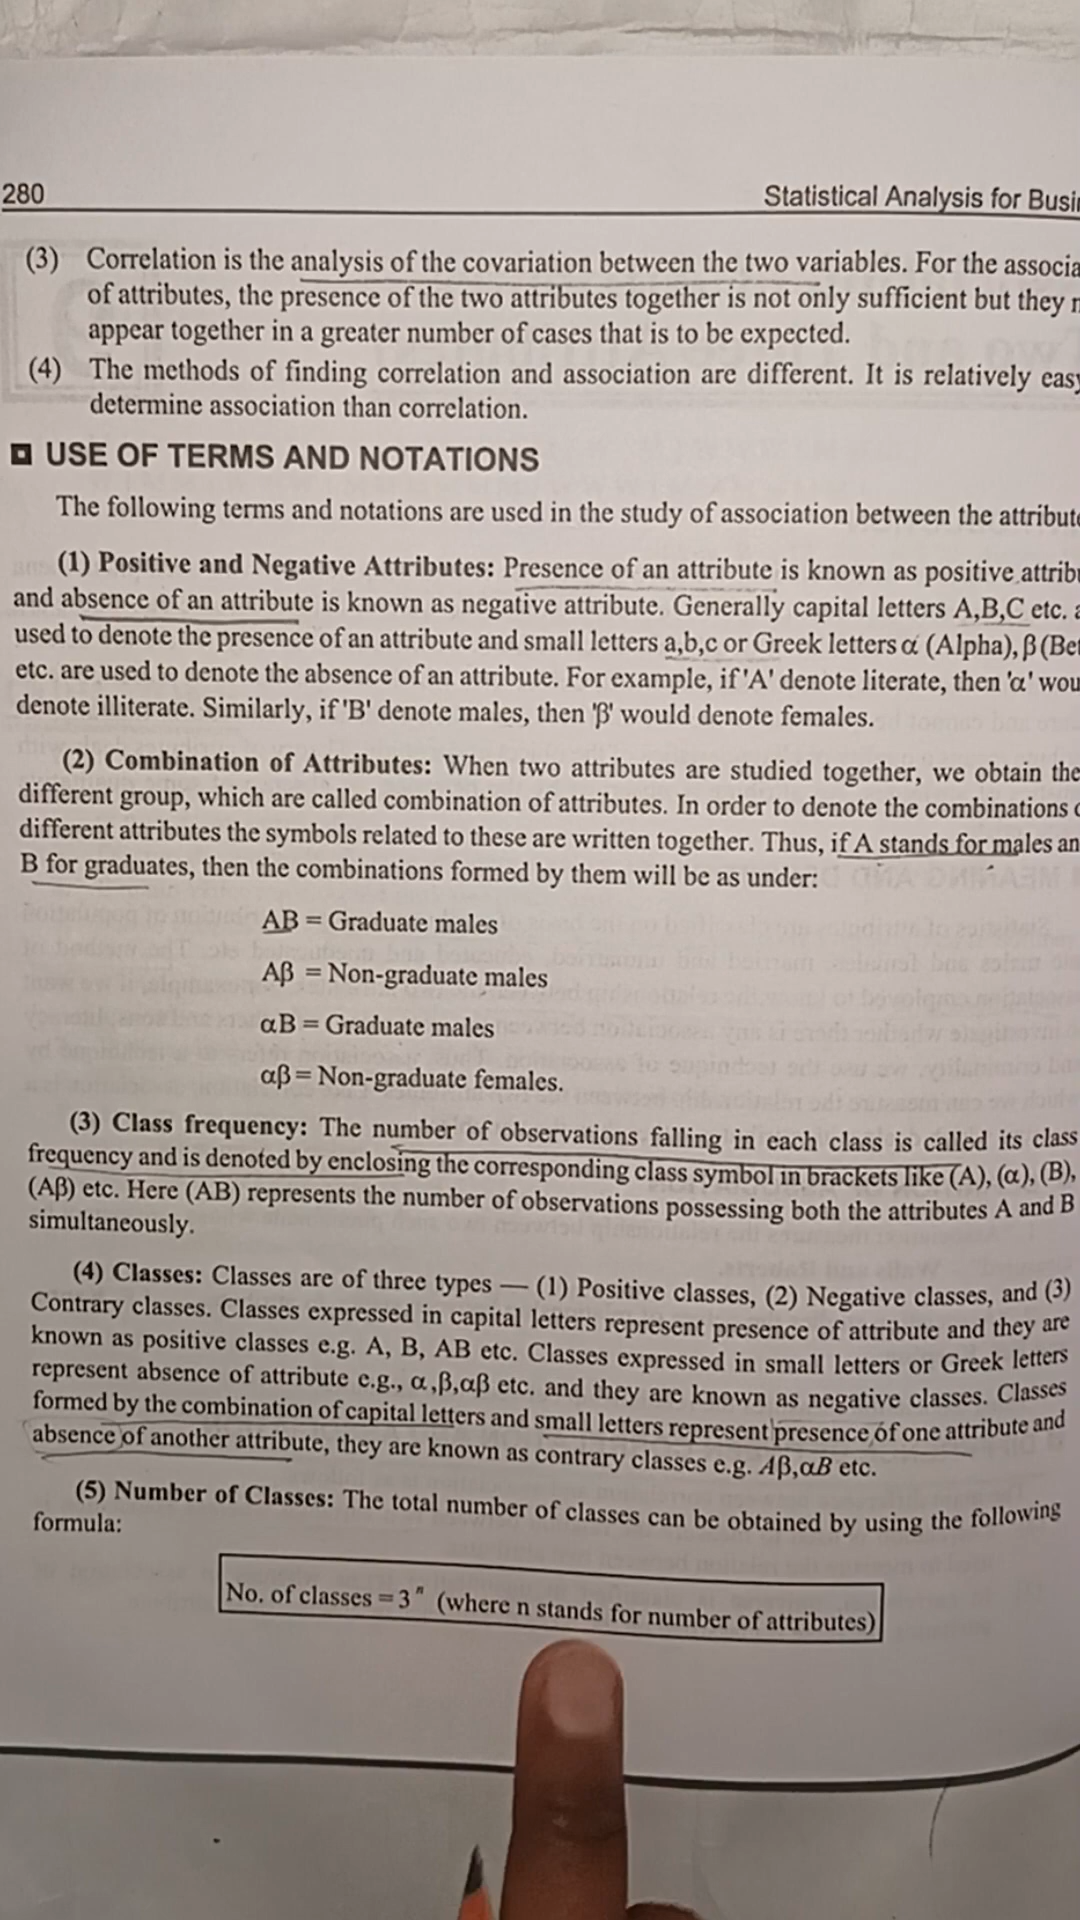 280
Statistical Analysis for
(3) Correlation is the analysis of the covariation between the two variables. For the
of attributes, the presence of the two attributes together is not only sufficient but they
appear together in a greater number of cases that is to be expected.
(4) The methods of finding correlation and association are different. It is relatively
determine association than correlation.
USE OF TERMS AND NOTATIONS
The following terms and notations are used in the study of association between the
(1) Positive and Negative Attributes: Presence of an attribute is known as positive
and absence of an attribute is known as negative attribute. Generally capital letters A,B,C etc.
used to denote the presence of an attribute and small letters a,b,c or Greek letters α (Alpha), β
etc. are used to denote the absence of an attribute. For example, if 'A' denote literate, then 'α'
denote illiterate. Similarly, if 'B' denote males, then 'β' would denote females.
(2) Combination of Attributes: When two attributes are studied together, we obtain the
different group, which are called combination of attributes. In order to denote the combinations
different attributes the symbols related to these are written together. Thus, if A stands for males
B for graduates, then the combinations formed by them will be as under:
AB = Graduate males
Aβ = Non-graduate males
αB = Graduate males
αβ = Non-graduate females.
(3) Class frequency: The number of observations falling in each class is called its class
frequency and is denoted by enclosing the corresponding class symbol in brackets like (A), (α), (B),
(Aβ) etc. Here (AB) represents the number of observations possessing both the attributes A and B
simultaneously.
(4) Classes: Classes are of three types — (1) Positive classes, (2) Negative classes, and (3)
Contrary classes. Classes expressed in capital letters represent presence of attribute and they are
known as positive classes e.g. A, B, AB etc. Classes expressed in small letters or Greek letters
represent absence of attribute e.g., α,β,αβ etc. and they are known as negative classes. Classes
formed by the combination of capital letters and small letters represent presence of one attribute and
absence of another attribute, they are known as contrary classes e.g. Aβ,αB etc.
(5) Number of Classes: The total number of classes can be obtained by using the following
formula:
No. of classes = 3ⁿ (where n stands for number of attributes)